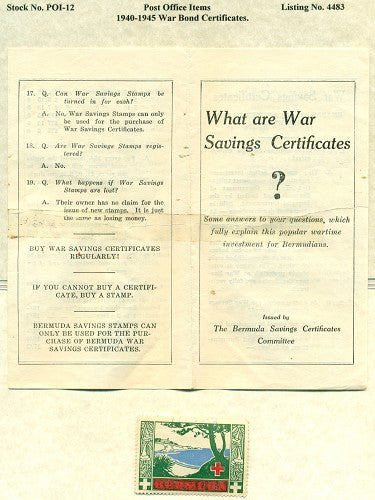 Stock No. POI-12
Post Office Items
Listing No. 4483
1940-1945 War Bond Certificates.
17. Q. Can War Savings Stamps be
turned in for cash?
A. No, War Savings Stamps can only
be used for the purchase of
War Savings Certificates.
18. Q. Are War Savings Stamps regis-
tered?
A. No.
19. Q. What happens if War Savings
Stamps are lost?
A. Their owner has no claim for the
issue of new stamps. It is just
the same as losing money.
BUY WAR SAVINGS CERTIFICATES
REGULARLY!
IF YOU CANNOT BUY A CERTIFI-
CATE, BUY A STAMP.
BERMUDA SAVINGS STAMPS CAN
ONLY BE USED FOR THE PUR-
CHASE OF BERMUDA WAR
SAVINGS CERTIFICATES.
What are War
Savings Certificates
?
Some answers to your questions, which
fully explain this popular wartime
investment for Bermudians.
Issued by
The Bermuda Savings Certificates
Committee
BERMUDA